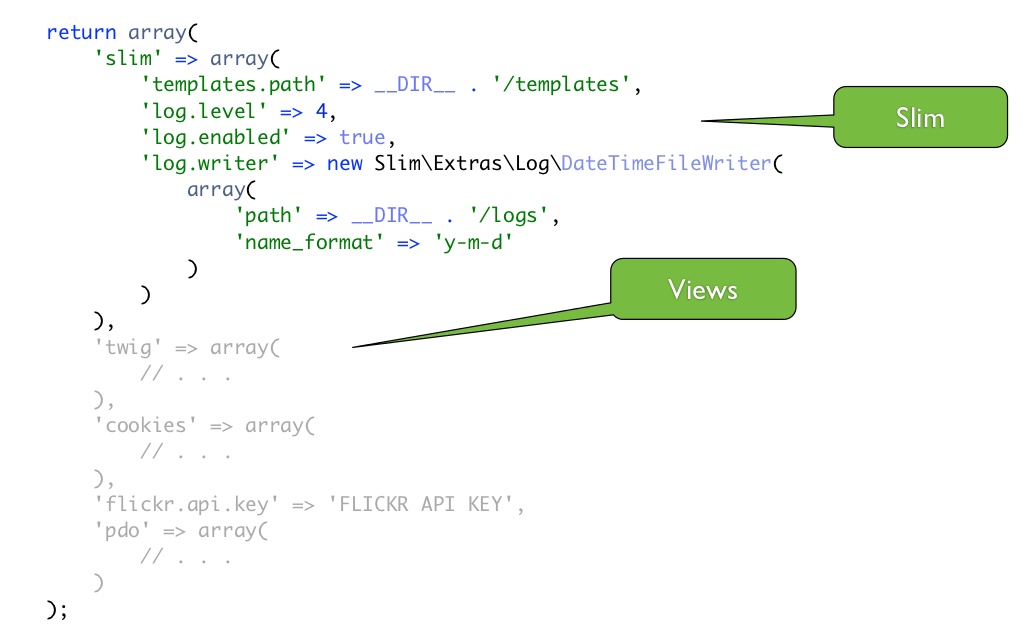 return array(
    'slim' => array(
        'templates.path' => __DIR__ . '/templates',
        'log.level' => 4,
        'log.enabled' => true,
        'log.writer' => new Slim\Extras\Log\DateTimeFileWriter(
            array(
                'path' => __DIR__ . '/logs',
                'name_format' => 'y-m-d'
            )
        )
    ),
    'twig' => array(
        // . . .
    ),
    'cookies' => array(
        // . . .
    ),
    'flickr.api.key' => 'FLICKR API KEY',
    'pdo' => array(
        // . . .
    )
);
Slim
Views